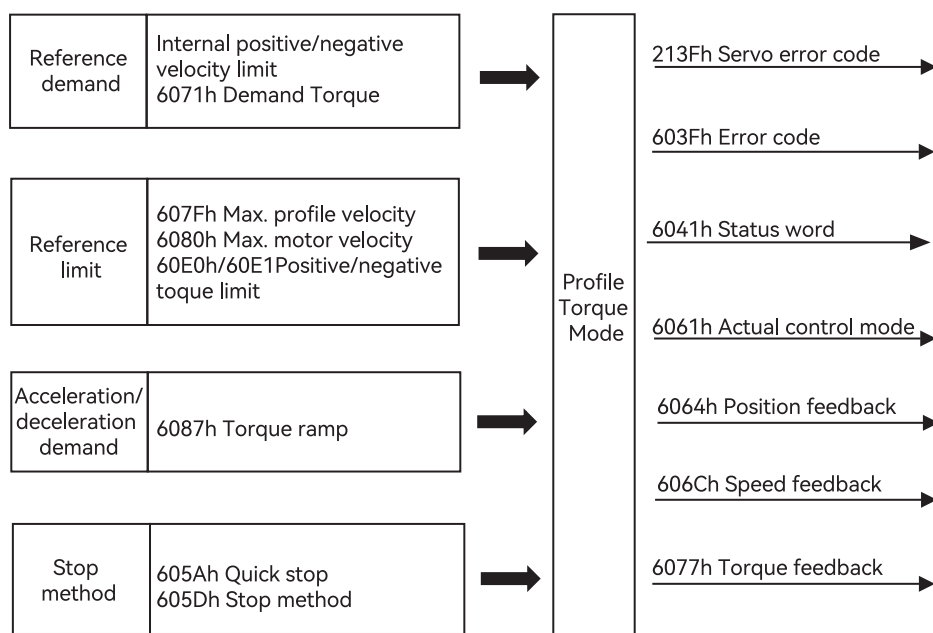 Reference
demand
Internal positive/negative
velocity limit
6071h Demand Torque
Reference
limit
607Fh Max. profile velocity
6080h Max. motor velocity
60E0h/60E1Positive/negative
toque limit
Acceleration/
deceleration
demand
6087h Torque ramp
Stop
method
605Ah Quick stop
605Dh Stop method
Profile
Torque
Mode
213Fh Servo error code
603Fh Error code
6041h Status word
6061h Actual control mode
6064h Position feedback
606Ch Speed feedback
6077h Torque feedback